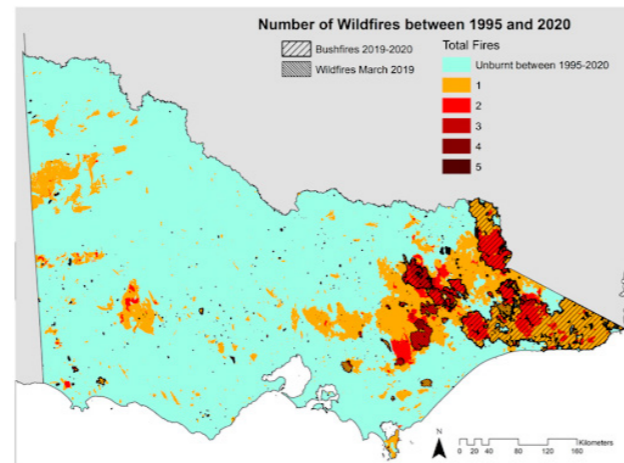 Number of Wildfires between 1995 and 2020
Bushfires 2019-2020
Wildfires March 2019
Total Fires
Unburnt between 1995-2020
1
2
3
4
5
N
0 20 40 80 120 160
Kilometers